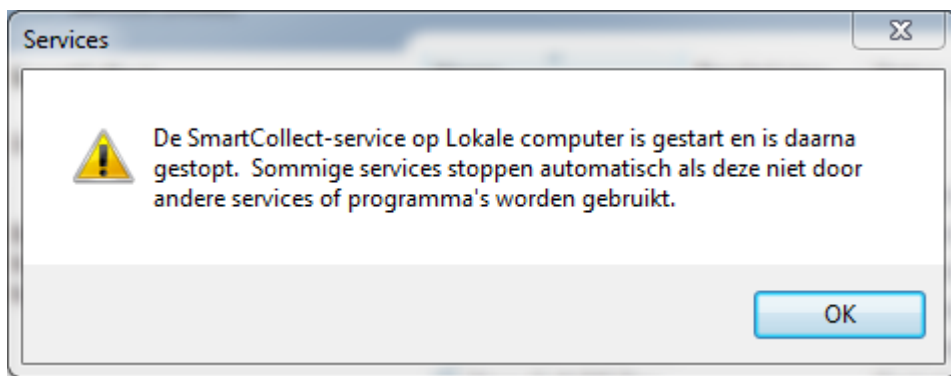 Services
De SmartCollect-service op Lokale computer is gestart en is daarna
gestopt.  Sommige services stoppen automatisch als deze niet door
andere services of programma's worden gebruikt.
OK